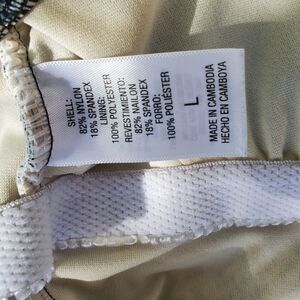 SHELL:
82% NYLON
18% SPANDEX
LINING:
100% POLYESTER
REVESTIMIENTO:
82% NAILON
18% SPANDEX
FORRO:
100% POLIÉSTER
L
MADE IN CAMBODIA
HECHO EN CAMBOYA